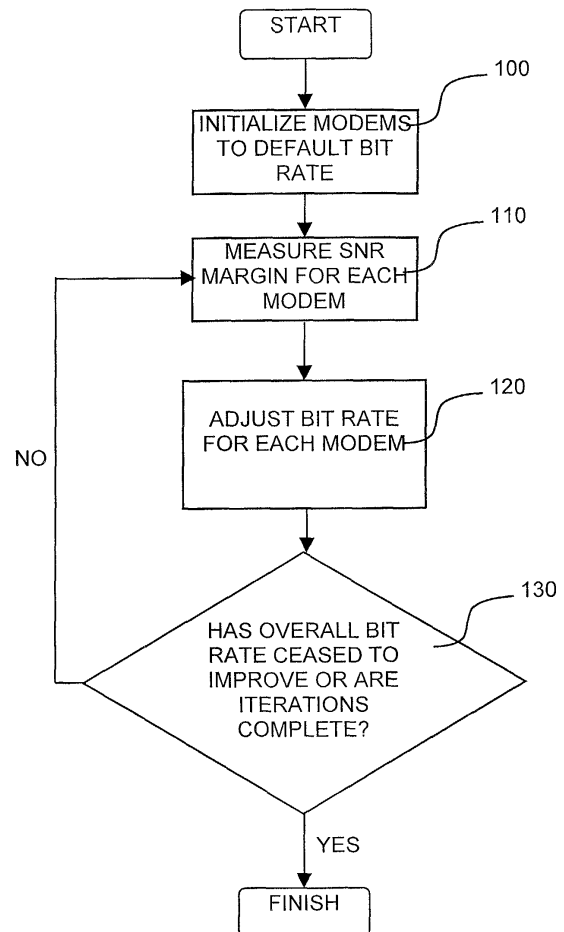 START
100
INITIALIZE MODEMS
TO DEFAULT BIT
RATE
110
MEASURE SNR
MARGIN FOR EACH
MODEM
120
ADJUST BIT RATE
FOR EACH MODEM
NO
130
HAS OVERALL BIT
RATE CEASED TO
IMPROVE OR ARE
ITERATIONS
COMPLETE?
YES
FINISH